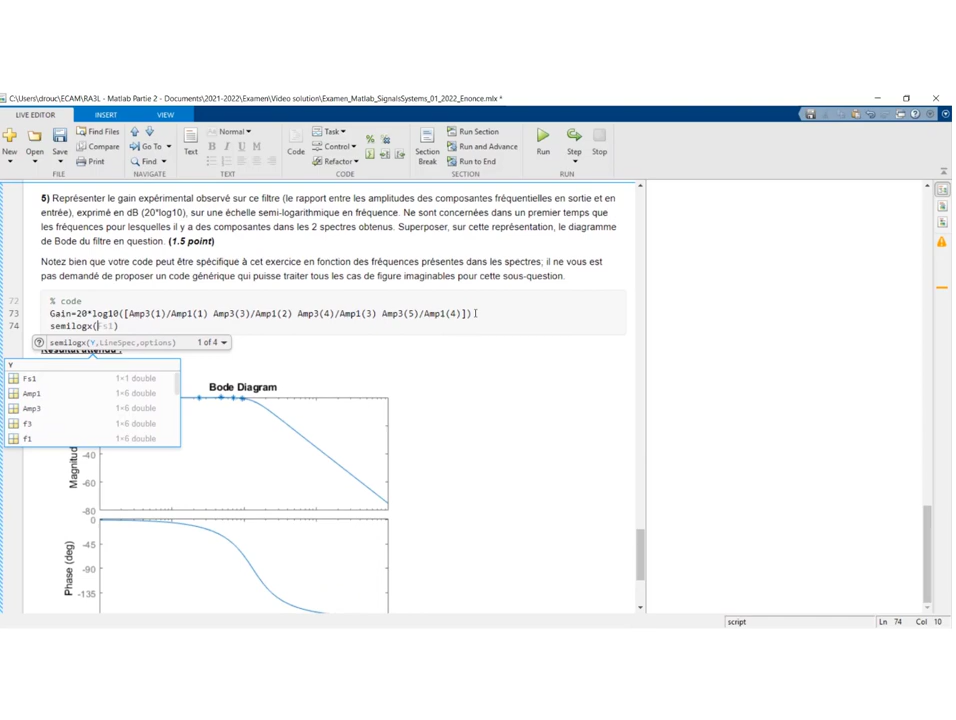 C:\Users\drouc\ECAM\RA3L - Matlab Partie 2 - Documents\2021-2022\Examen\Video solution\Examen_Matlab_SignalsSystems_01_2022_Enonce.mlx *
LIVE EDITOR INSERT VIEW
New Open Save Find Files Compare Print
Go To Find
Text Normal B I U M
Code Task Control Refactor
Section Break Run Section Run and Advance Run to End
Run Step Stop
FILE NAVIGATE TEXT CODE SECTION RUN
5) Représenter le gain expérimental observé sur ce filtre (le rapport entre les amplitudes des composantes fréquentielles en sortie et en
entrée), exprimé en dB (20*log10), sur une échelle semi-logarithmique en fréquence. Ne sont concernées dans un premier temps que
les fréquences pour lesquelles il y a des composantes dans les 2 spectres obtenus. Superposer, sur cette représentation, le diagramme
de Bode du filtre en question. (1.5 point)
Notez bien que votre code peut être spécifique à cet exercice en fonction des fréquences présentes dans les spectres; il ne vous est
pas demandé de proposer un code générique qui puisse traiter tous les cas de figure imaginables pour cette sous-question.
72 % code
73 Gain=20*log10([Amp3(1)/Amp1(1) Amp3(3)/Amp1(2) Amp3(4)/Amp1(3) Amp3(5)/Amp1(4)])
74 semilogx(Fs1)
semilogx(Y,LineSpec,options) 1 of 4
Résultat attendu :
Y
Fs1 1×1 double
Amp1 1×6 double
Amp3 1×6 double
f3 1×6 double
f1 1×6 double
Bode Diagram
Magnitud
-40
-60
-80
Phase (deg)
0
-45
-90
-135
script Ln 74 Col 10